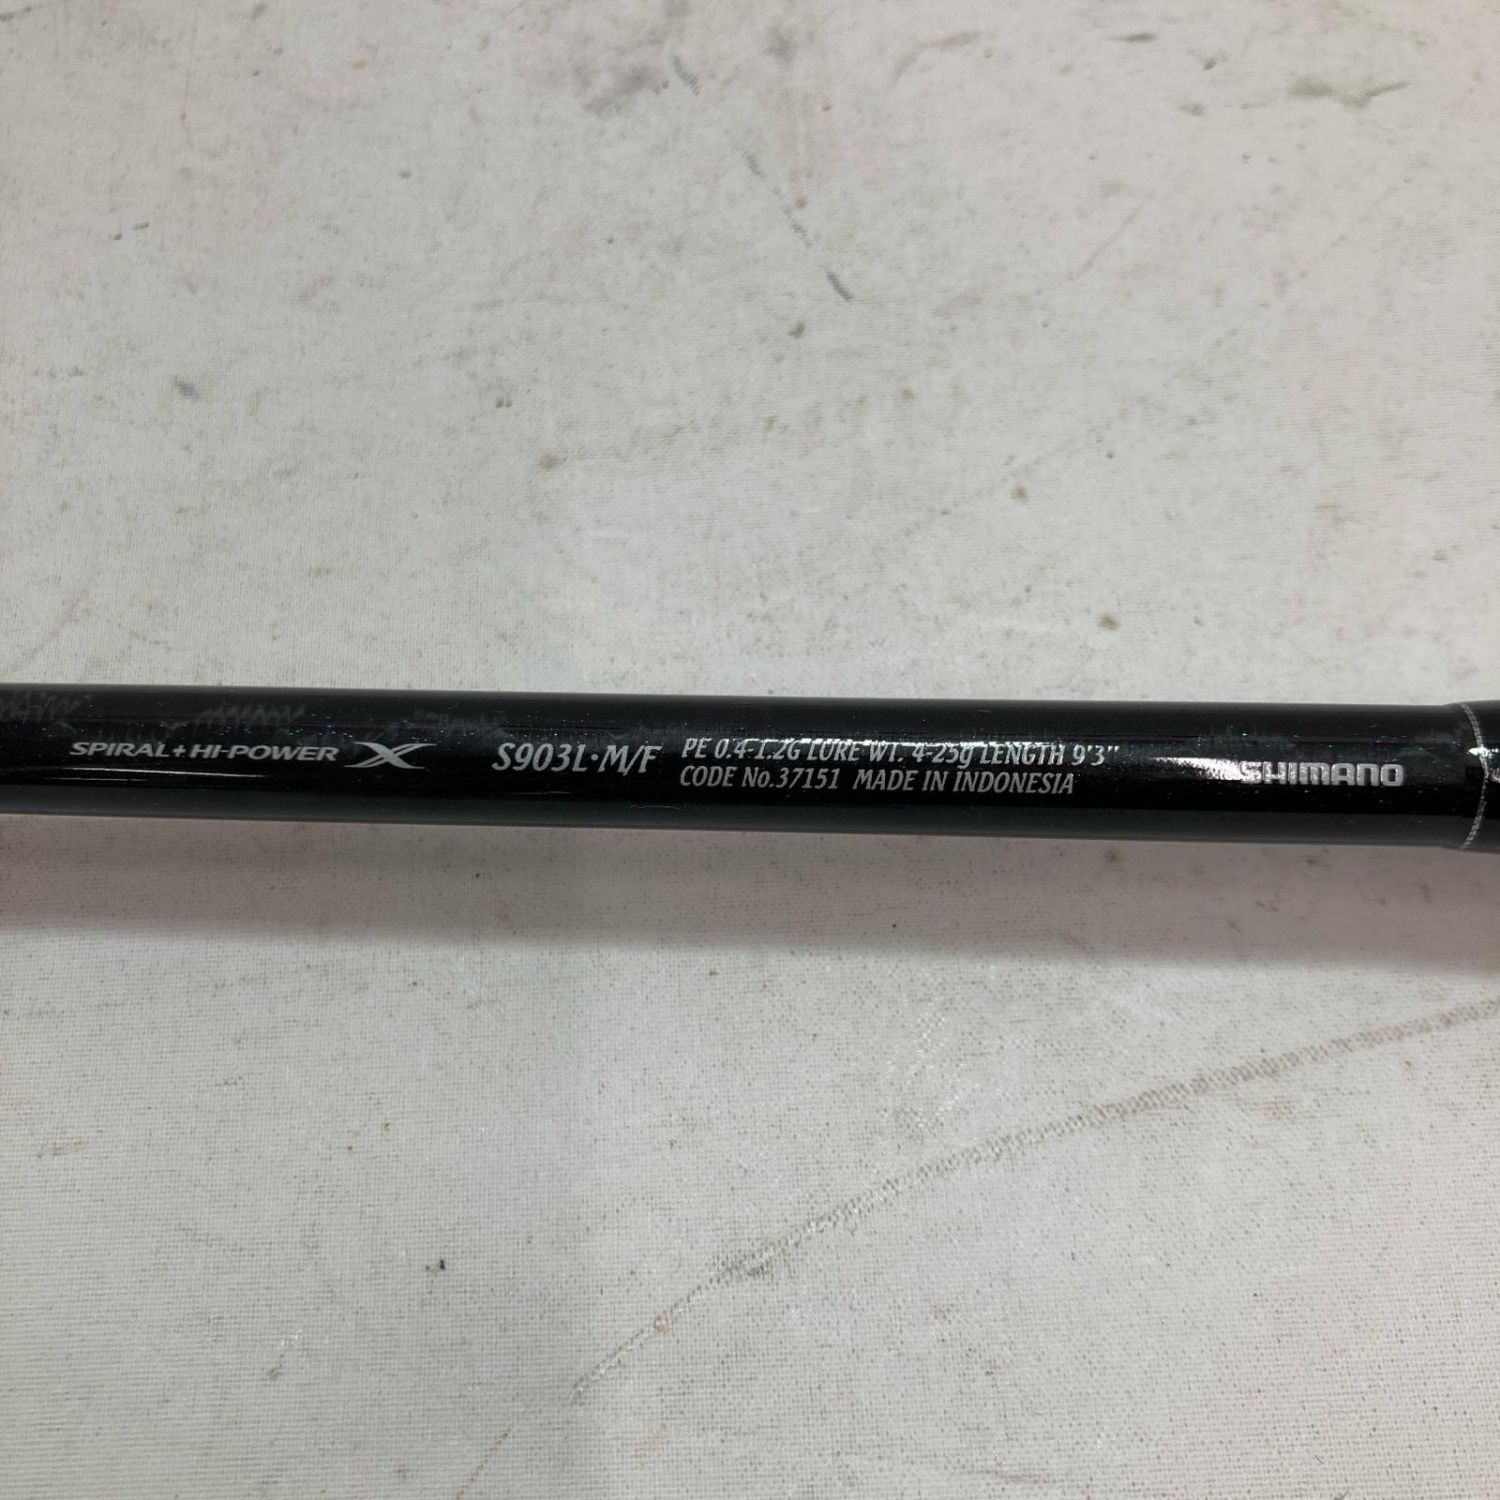 SPIRAL+HI-POWER X
S903L・M/F
PE 0.4-1.2G LURE WT. 4-25g LENGTH 9'3"
CODE No.37151 MADE IN INDONESIA
SHIMANO